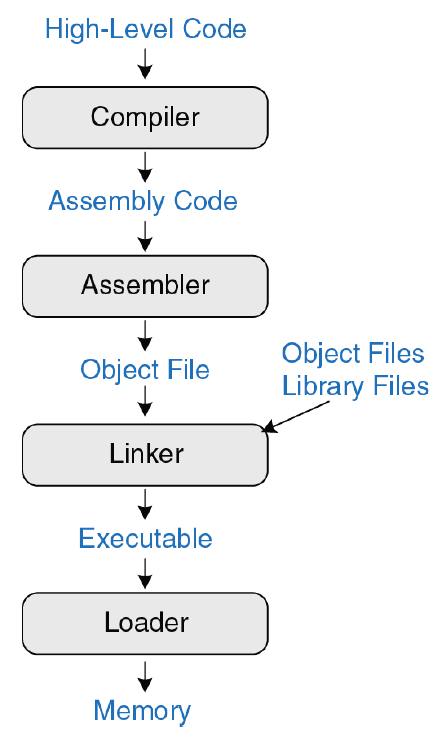 High-Level Code
Compiler
Assembly Code
Assembler
Object File
Object Files
Library Files
Linker
Executable
Loader
Memory